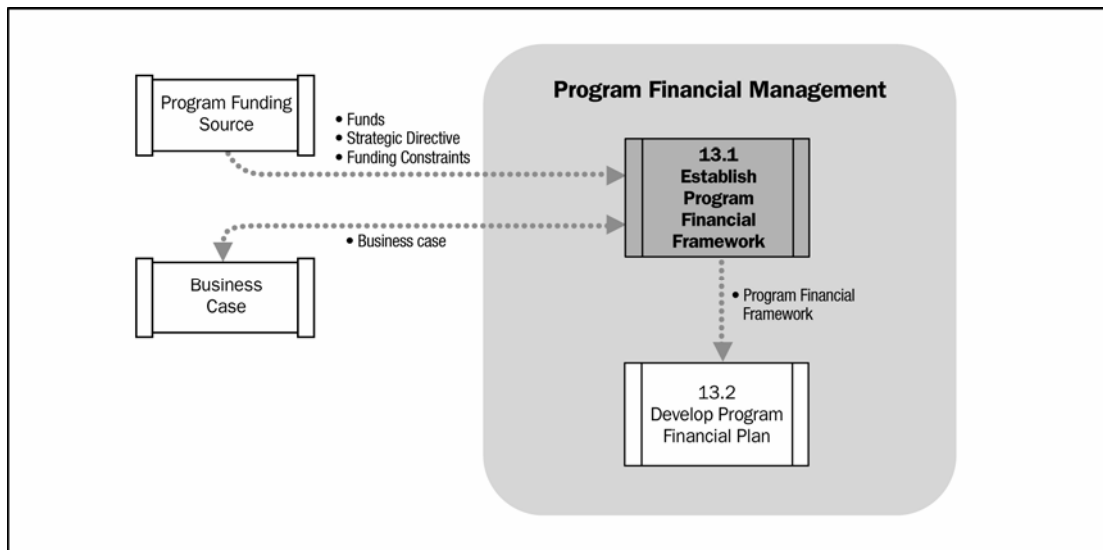 Program Financial Management
Program Funding
Source
• Funds
• Strategic Directive
• Funding Constraints
13.1
Establish
Program
Financial
Framework
• Business case
Business
Case
• Program Financial
Framework
13.2
Develop Program
Financial Plan